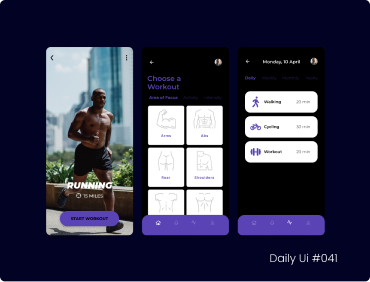 RUNNING
15 MILES
START WORKOUT
Choose a
Workout
Area of Focus
Arms
Abs
Rear
Shoulders
Monday, 10 April
Daily
Walking
20 min
Cycling
30 min
Workout
20 min
Daily Ui #041